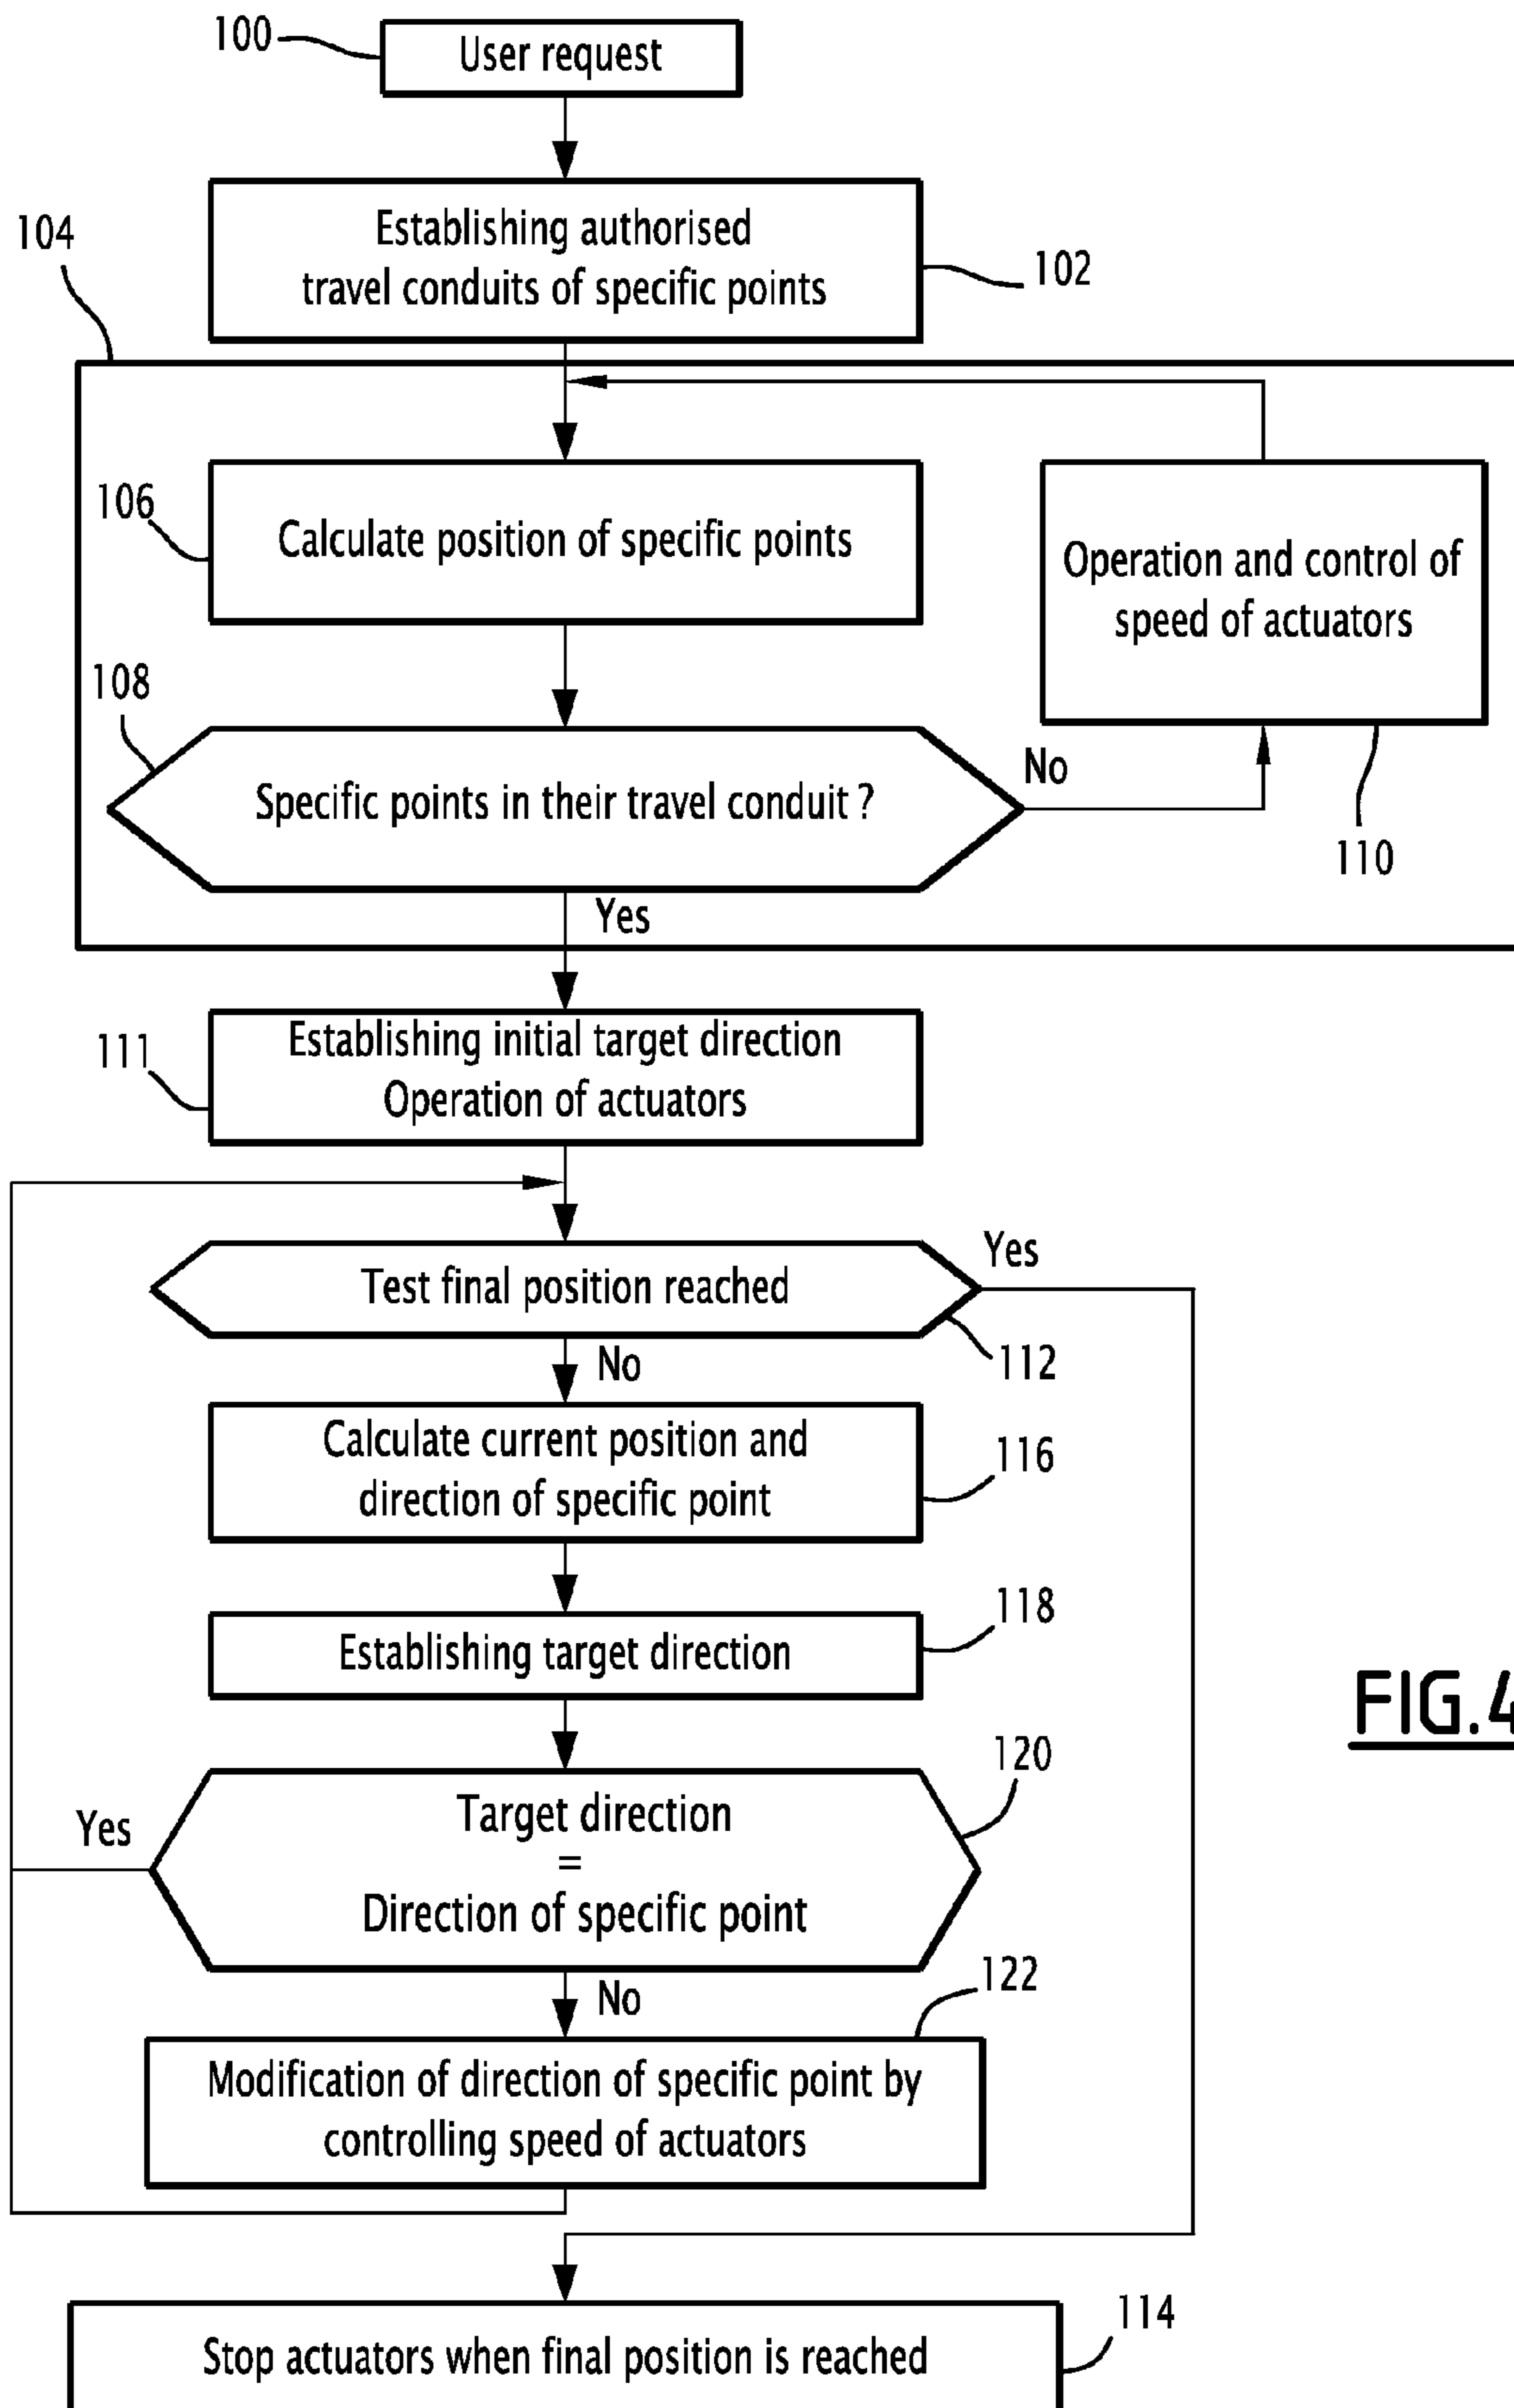 100
User request
Establishing authorised
travel conduits of specific points
102
104
106
Calculate position of specific points
Operation and control of
speed of actuators
108
Specific points in their travel conduit ?
No
110
Yes
111
Establishing initial target direction
Operation of actuators
Test final position reached
Yes
112
No
Calculate current position and
direction of specific point
116
Establishing target direction
118
120
Yes
Target direction
=
Direction of specific point
No
122
Modification of direction of specific point by
controlling speed of actuators
114
Stop actuators when final position is reached
FIG.4